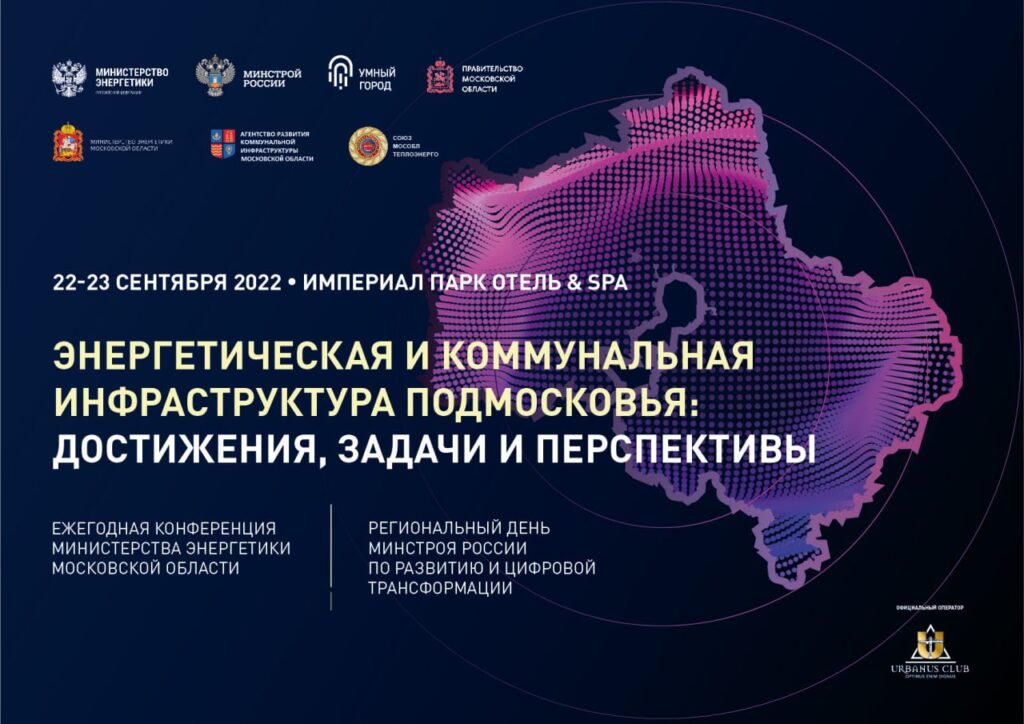 МИНИСТЕРСТВО
ЭНЕРГЕТИКИ
РОССИЙСКОЙ ФЕДЕРАЦИИ
МИНСТРОЙ
РОССИИ
УМНЫЙ
ГОРОД
ПРАВИТЕЛЬСТВО
МОСКОВСКОЙ
ОБЛАСТИ
МИНИСТЕРСТВО ЭНЕРГЕТИКИ
МОСКОВСКОЙ ОБЛАСТИ
АГЕНТСТВО РАЗВИТИЯ
КОММУНАЛЬНОЙ
ИНФРАСТРУКТУРЫ
МОСКОВСКОЙ ОБЛАСТИ
СОЮЗ
МОСОБЛ
ТЕПЛОЭНЕРГО
22-23 СЕНТЯБРЯ 2022 • ИМПЕРИАЛ ПАРК ОТЕЛЬ & SPA
ЭНЕРГЕТИЧЕСКАЯ И КОММУНАЛЬНАЯ
ИНФРАСТРУКТУРА ПОДМОСКОВЬЯ:
ДОСТИЖЕНИЯ, ЗАДАЧИ И ПЕРСПЕКТИВЫ
ЕЖЕГОДНАЯ КОНФЕРЕНЦИЯ
МИНИСТЕРСТВА ЭНЕРГЕТИКИ
МОСКОВСКОЙ ОБЛАСТИ
РЕГИОНАЛЬНЫЙ ДЕНЬ
МИНСТРОЯ РОССИИ
ПО РАЗВИТИЮ И ЦИФРОВОЙ
ТРАНСФОРМАЦИИ
ОФИЦИАЛЬНЫЙ ОПЕРАТОР
URBANUS CLUB
OPTIMUS ENIM DIGNUS